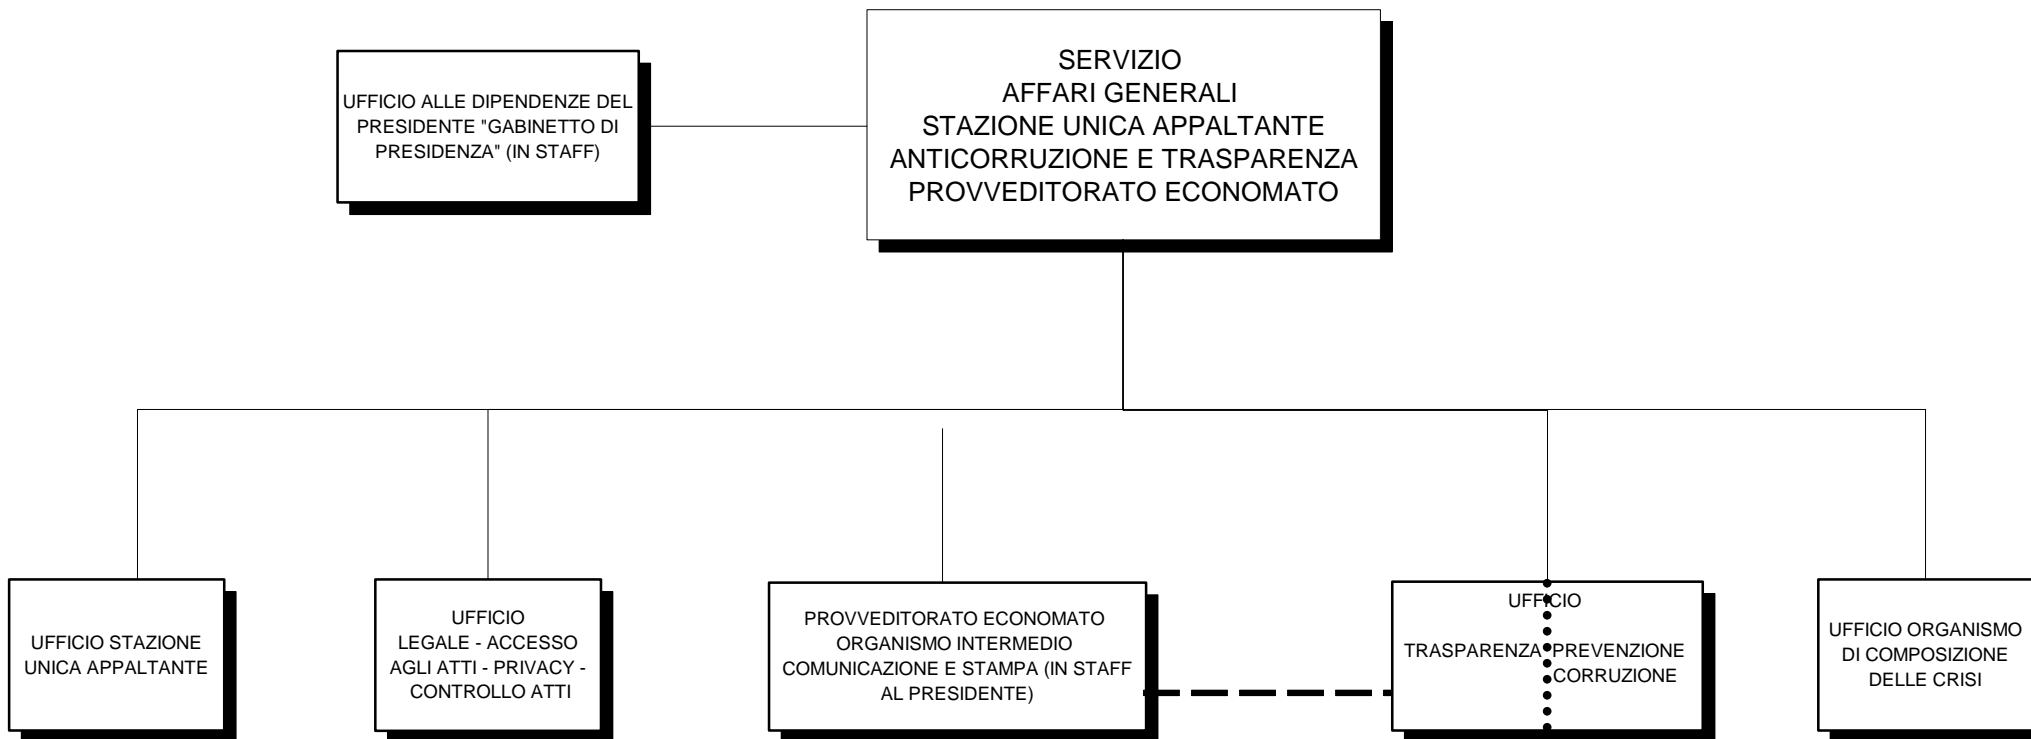 SERVIZIO
AFFARI GENERALI
STAZIONE UNICA APPALTANTE
ANTICORRUZIONE E TRASPARENZA
PROVVEDITORATO ECONOMATO
UFFICIO ALLE DIPENDENZE DEL
PRESIDENTE "GABINETTO DI
PRESIDENZA" (IN STAFF)
UFFICIO STAZIONE
UNICA APPALTANTE
UFFICIO
LEGALE - ACCESSO
AGLI ATTI - PRIVACY -
CONTROLLO ATTI
PROVVEDITORATO ECONOMATO
ORGANISMO INTERMEDIO
COMUNICAZIONE E STAMPA (IN STAFF
AL PRESIDENTE)
UFFICIO
TRASPARENZA PREVENZIONE
CORRUZIONE
UFFICIO ORGANISMO
DI COMPOSIZIONE
DELLE CRISI